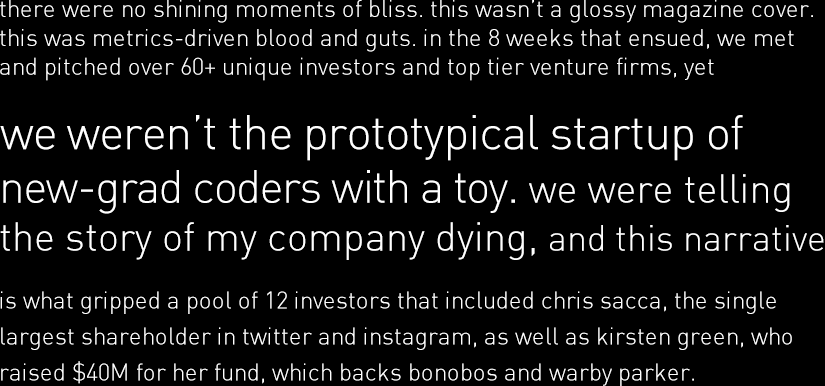 there were no shining moments of bliss. this wasn't a glossy magazine cover.
this was metrics-driven blood and guts. in the 8 weeks that ensued, we met
and pitched over 60+ unique investors and top tier venture firms, yet
we weren't the prototypical startup of
new-grad coders with a toy. we were telling
the story of my company dying, and this narrative
is what gripped a pool of 12 investors that included chris sacca, the single
largest shareholder in twitter and instagram, as well as kirsten green, who
raised $40M for her fund, which backs bonobos and warby parker.